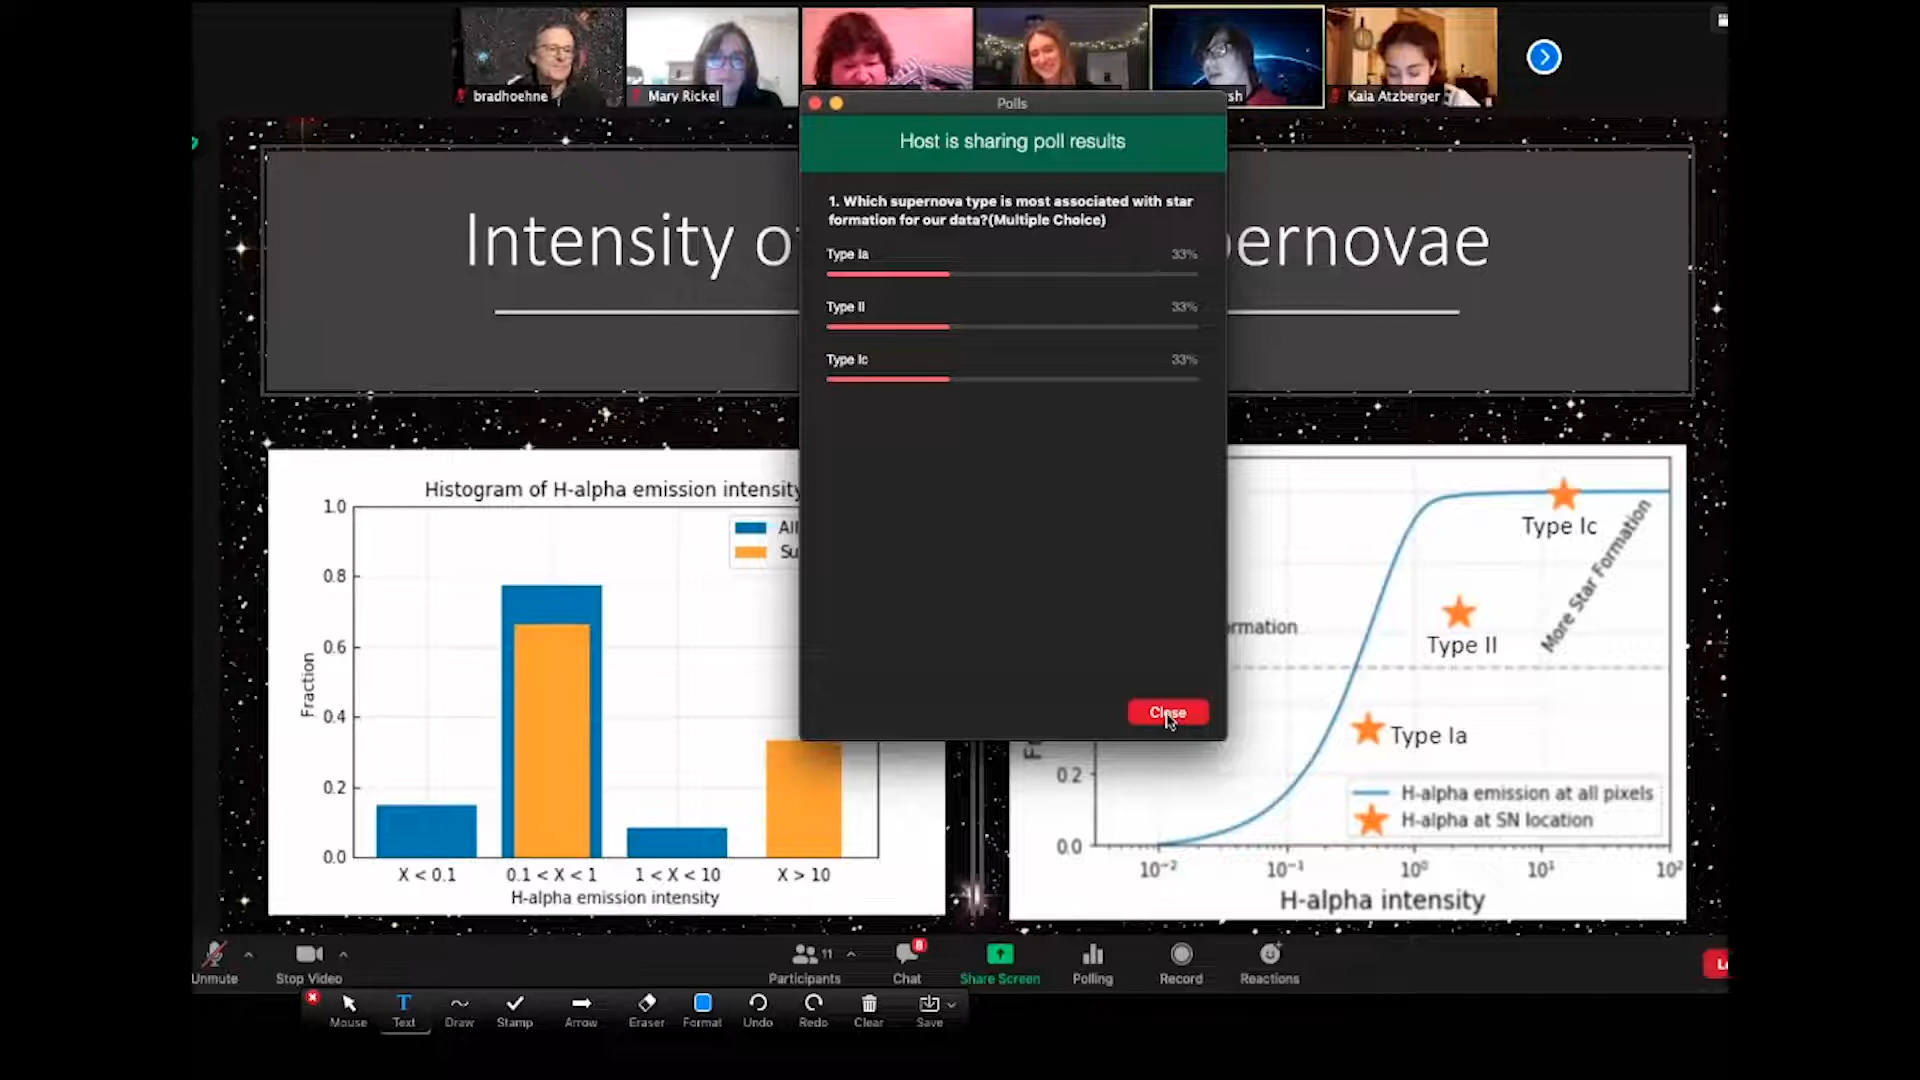 bradhoehne
Mary Rickel
sh
Kaia Atzberger
Polls
Host is sharing poll results
1. Which supernova type is most associated with star
formation for our data?(Multiple Choice)
Type Ia 33%
Type II 33%
Type Ic 33%
Close
Intensity o
pernovae
Histogram of H-alpha emission intensity
All
Su
1.0
0.8
0.6
0.4
0.2
0.0
Fraction
X < 0.1 0.1 < X < 1 1 < X < 10 X > 10
H-alpha emission intensity
Type Ic
More Star Formation
rmation
Type II
Type Ia
0.2
0.0
H-alpha emission at all pixels
H-alpha at SN location
10⁻² 10⁻¹ 10⁰ 10¹ 10²
H-alpha intensity
Unmute Stop Video Participants 11 Chat 8 Share Screen Polling Record Reactions L
Mouse Text Draw Stamp Arrow Eraser Format Undo Redo Clear Save